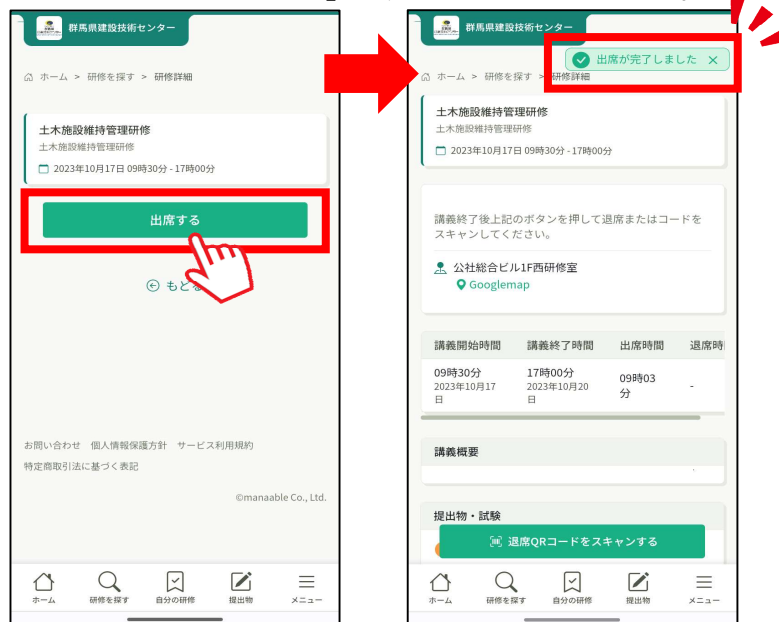 群馬県建設技術センター
ホーム > 研修を探す > 研修詳細
土木施設維持管理研修
土木施設維持管理研修
2023年10月17日 09時30分 - 17時00分
出席する
もどる
お問い合わせ 個人情報保護方針 サービス利用規約
特定商取引法に基づく表記
©manaable Co., Ltd.
ホーム 研修を探す 自分の研修 提出物 メニュー
群馬県建設技術センター
出席が完了しました ×
ホーム > 研修を探す > 研修詳細
土木施設維持管理研修
土木施設維持管理研修
2023年10月17日 09時30分 - 17時00分
講義終了後上記のボタンを押して退席またはコードを
スキャンしてください。
公社総合ビル1F西研修室
Googlemap
講義開始時間 講義終了時間 出席時間 退席時
09時30分 17時00分 09時03
2023年10月17 2023年10月20 分 -
日 日
講義概要
提出物・試験
退席QRコードをスキャンする
ホーム 研修を探す 自分の研修 提出物 メニュー